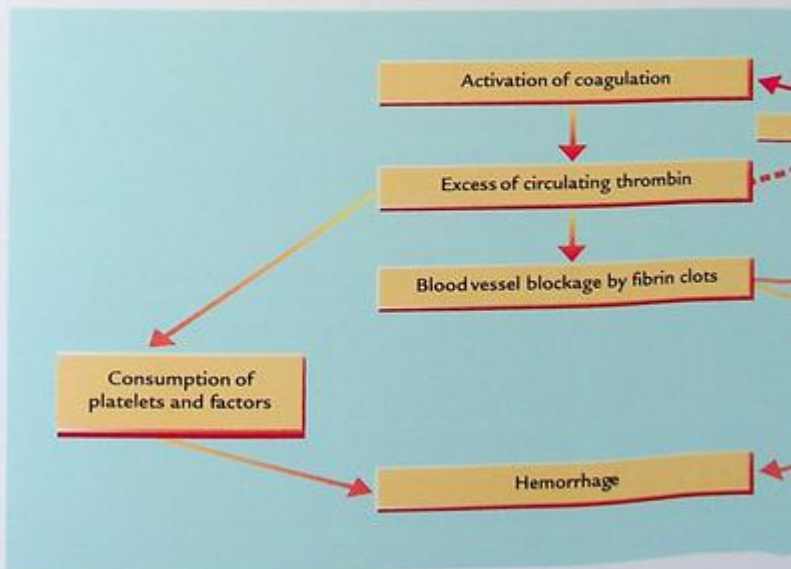 Activation of coagulation
Excess of circulating thrombin
Blood vessel blockage by fibrin clots
Consumption of
platelets and factors
Hemorrhage